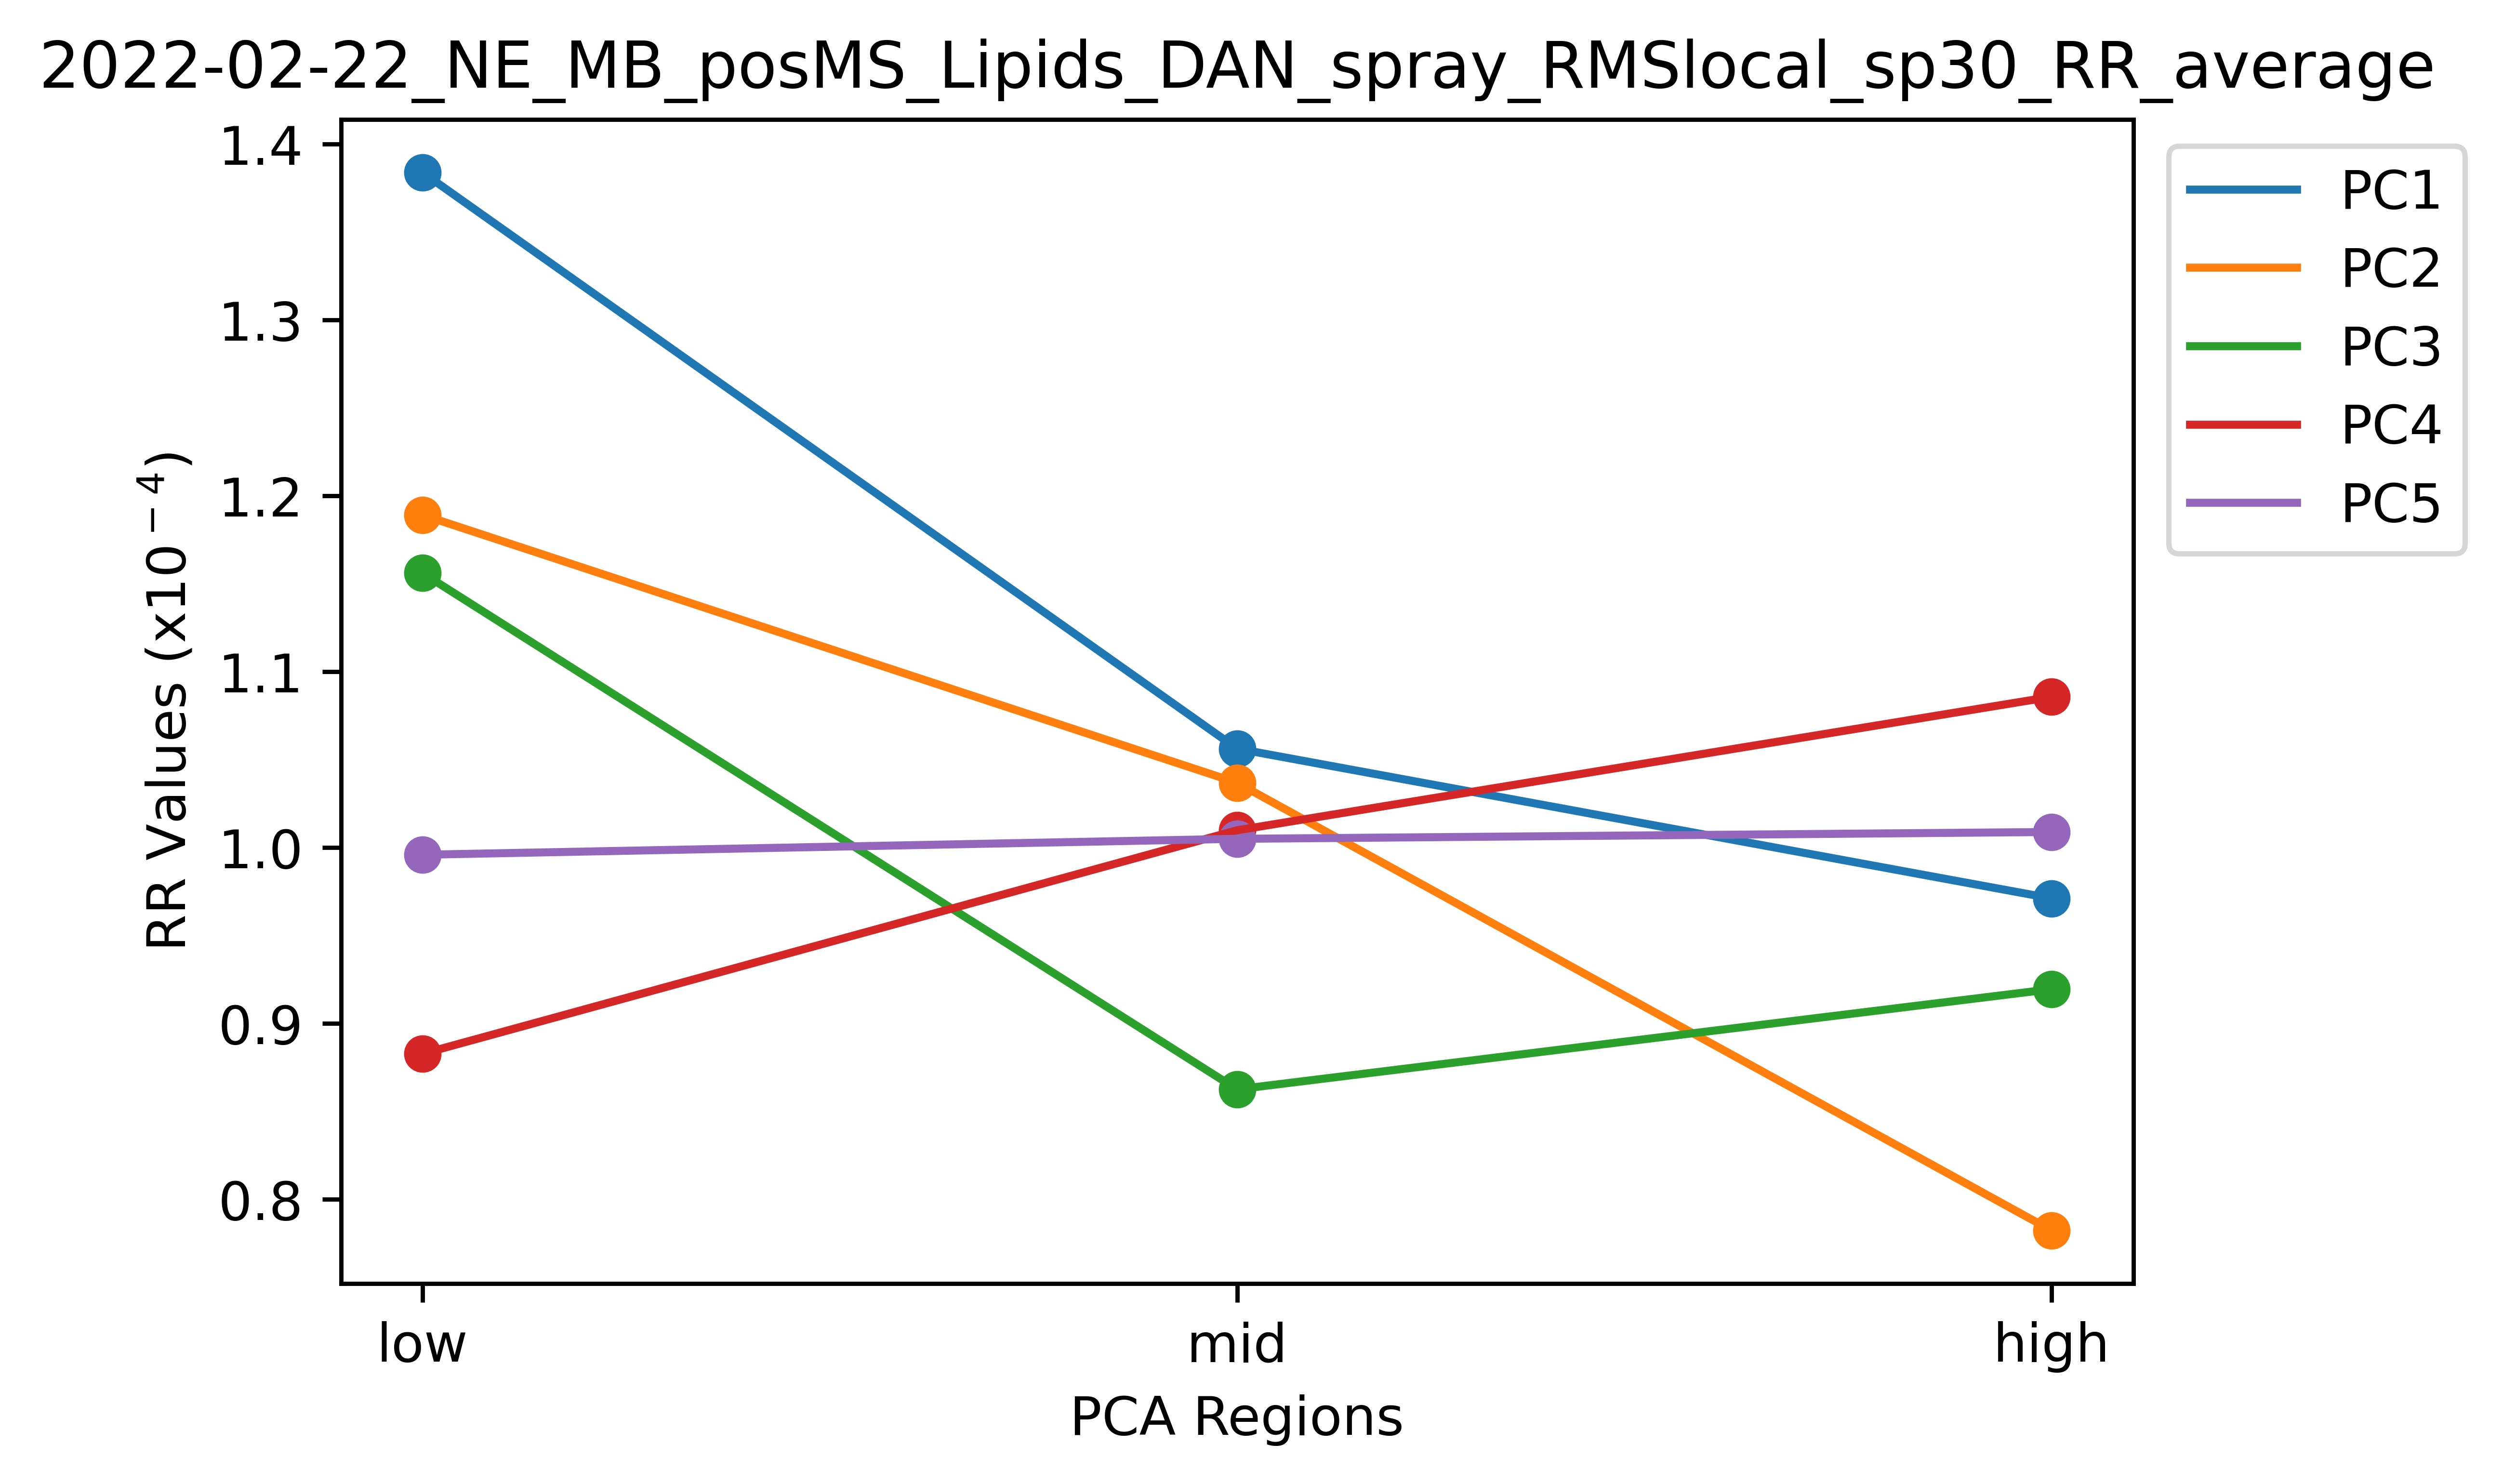 2022-02-22_NE_MB_posMS_Lipids_DAN_spray_RMSlocal_sp30_RR_average
1.4
1.3
1.2
1.1
1.0
0.9
0.8
RR Values (x10⁻⁴)
low
mid
high
PCA Regions
PC1
PC2
PC3
PC4
PC5